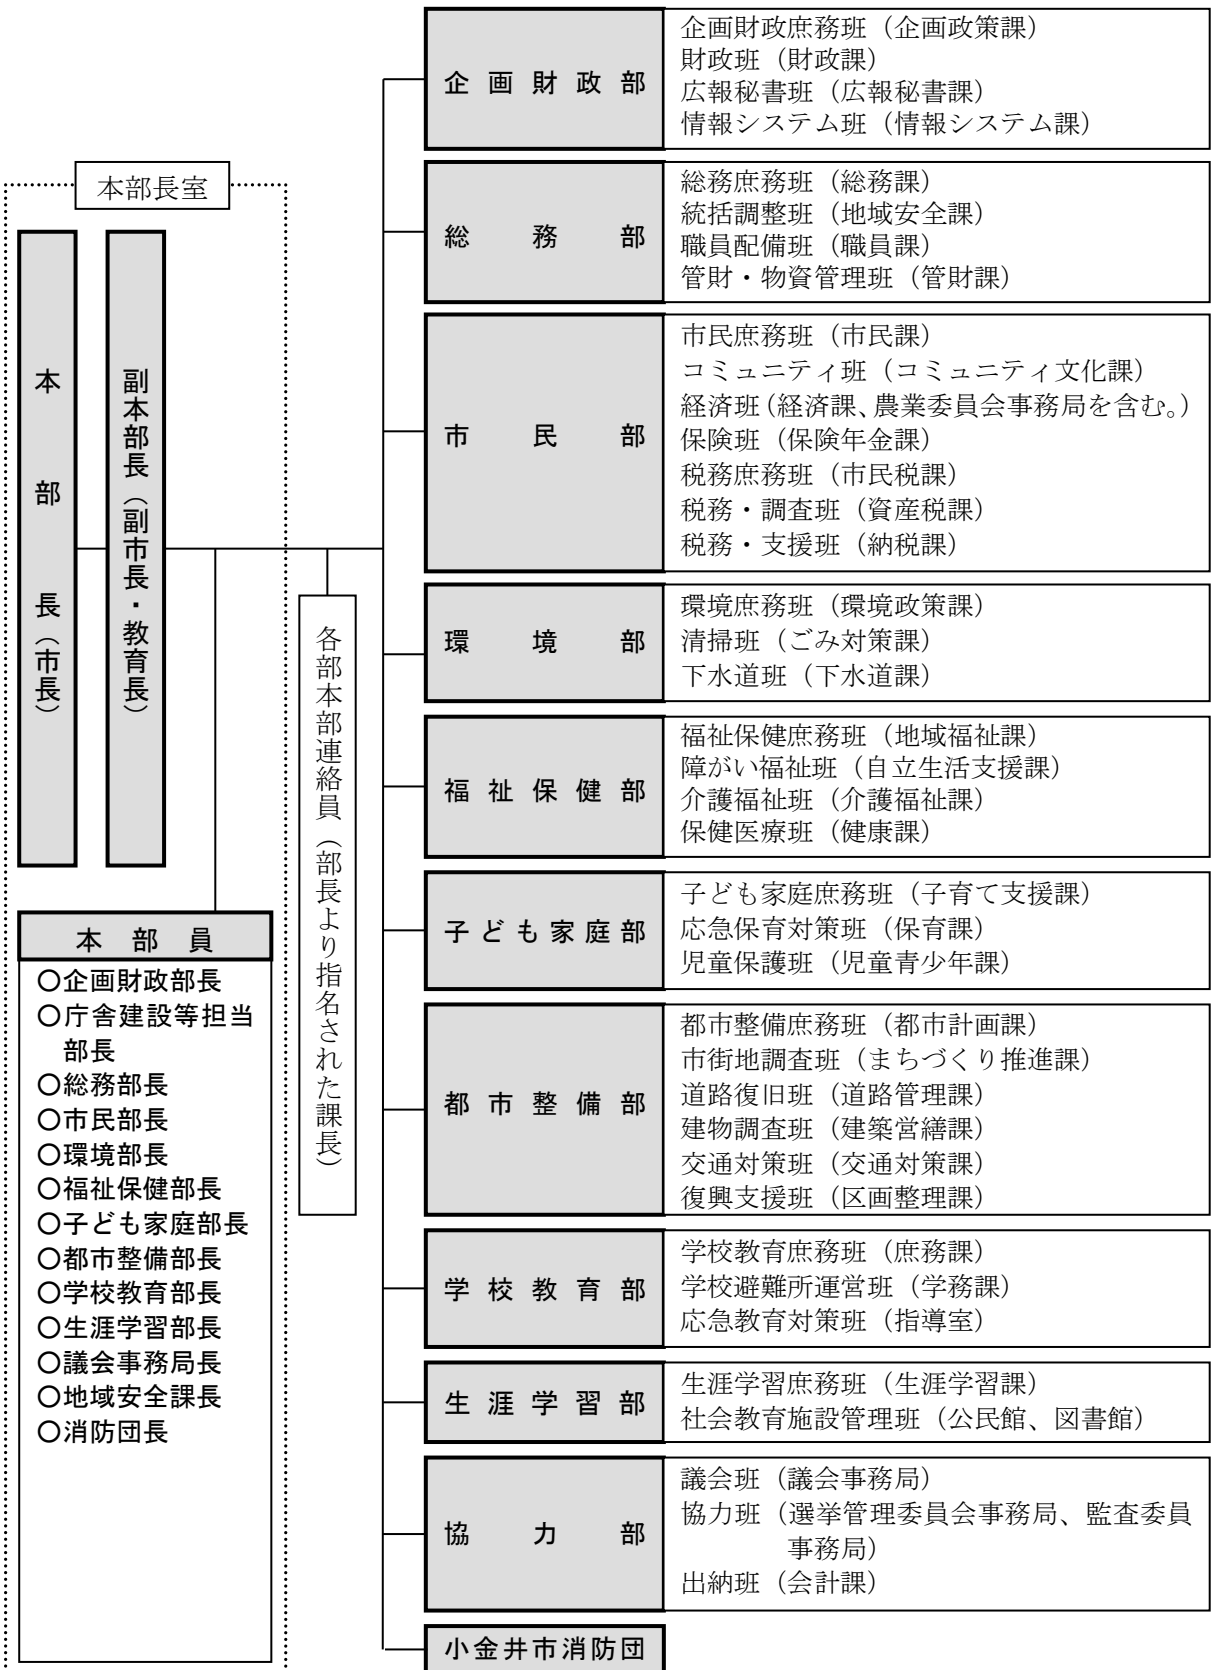 本部長室
本部長（市長）
副本部長（副市長・教育長）
本部員
○企画財政部長
○庁舎建設等担当
部長
○総務部長
○市民部長
○環境部長
○福祉保健部長
○子ども家庭部長
○都市整備部長
○学校教育部長
○生涯学習部長
○議会事務局長
○地域安全課長
○消防団長
各部本部連絡員（部長より指名された課長）
企画財政部
企画財政庶務班（企画政策課）
財政班（財政課）
広報秘書班（広報秘書課）
情報システム班（情報システム課）
総務部
総務庶務班（総務課）
統括調整班（地域安全課）
職員配備班（職員課）
管財・物資管理班（管財課）
市民部
市民庶務班（市民課）
コミュニティ班（コミュニティ文化課）
経済班（経済課、農業委員会事務局を含む。）
保険班（保険年金課）
税務庶務班（市民税課）
税務・調査班（資産税課）
税務・支援班（納税課）
環境部
環境庶務班（環境政策課）
清掃班（ごみ対策課）
下水道班（下水道課）
福祉保健部
福祉保健庶務班（地域福祉課）
障がい福祉班（自立生活支援課）
介護福祉班（介護福祉課）
保健医療班（健康課）
子ども家庭部
子ども家庭庶務班（子育て支援課）
応急保育対策班（保育課）
児童保護班（児童青少年課）
都市整備部
都市整備庶務班（都市計画課）
市街地調査班（まちづくり推進課）
道路復旧班（道路管理課）
建物調査班（建築営繕課）
交通対策班（交通対策課）
復興支援班（区画整理課）
学校教育部
学校教育庶務班（庶務課）
学校避難所運営班（学務課）
応急教育対策班（指導室）
生涯学習部
生涯学習庶務班（生涯学習課）
社会教育施設管理班（公民館、図書館）
協力部
議会班（議会事務局）
協力班（選挙管理委員会事務局、監査委員
事務局）
出納班（会計課）
小金井市消防団